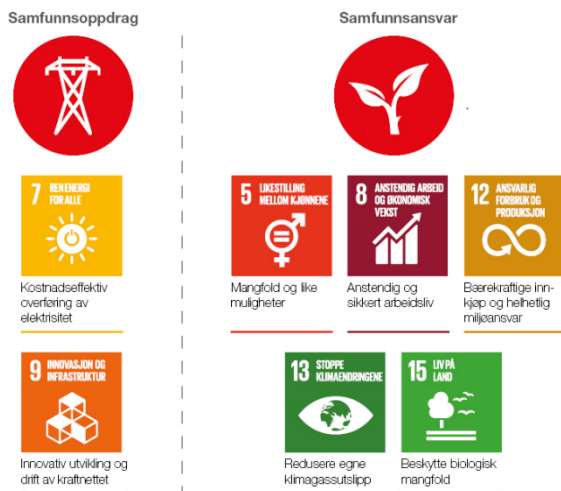 Samfunnsoppdrag
Samfunnsansvar
7 REN ENERGI
FOR ALLE
Kostnadseffektiv
overføring av
elektrisitet
9 INNOVASJON OG
INFRASTRUKTUR
Innovativ utvikling og
drift av kraftnettet
5 LIKESTILLING
MELLOM KJØNNENE
Mangfold og like
muligheter
8 ANSTENDIG ARBEID
OG ØKONOMISK
VEKST
Anstendig og
sikkert arbeidsliv
12 ANSVARLIG
FORBRUK OG
PRODUKSJON
Bærekraftige inn-
kjøp og helhetlig
miljøansvar
13 STOPPE
KLIMAENDRINGENE
Redusere egne
klimagassutslipp
15 LIV PÅ
LAND
Beskytte biologisk
mangfold